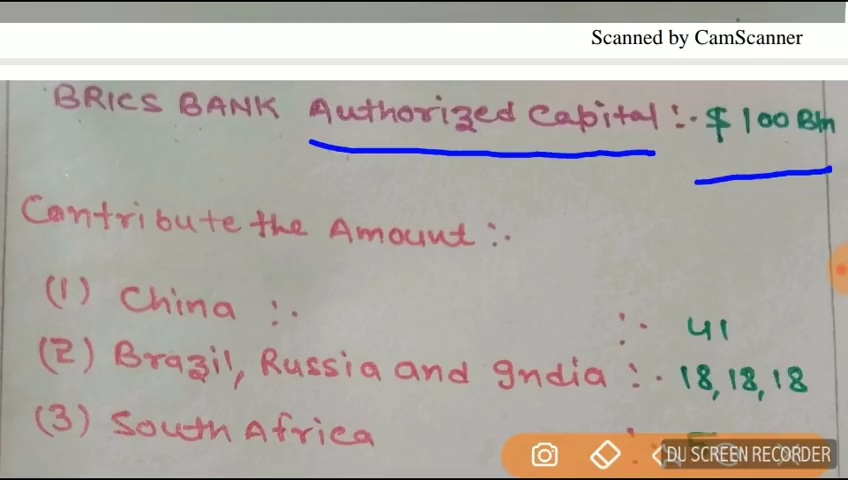 Scanned by CamScanner
BRICS BANK Authorized Capital :- $ 100 Bln
Contribute the Amount :-
(1) China :- :- 41
(2) Brazil, Russia and India :- 18, 18, 18
(3) South Africa :-
DU SCREEN RECORDER